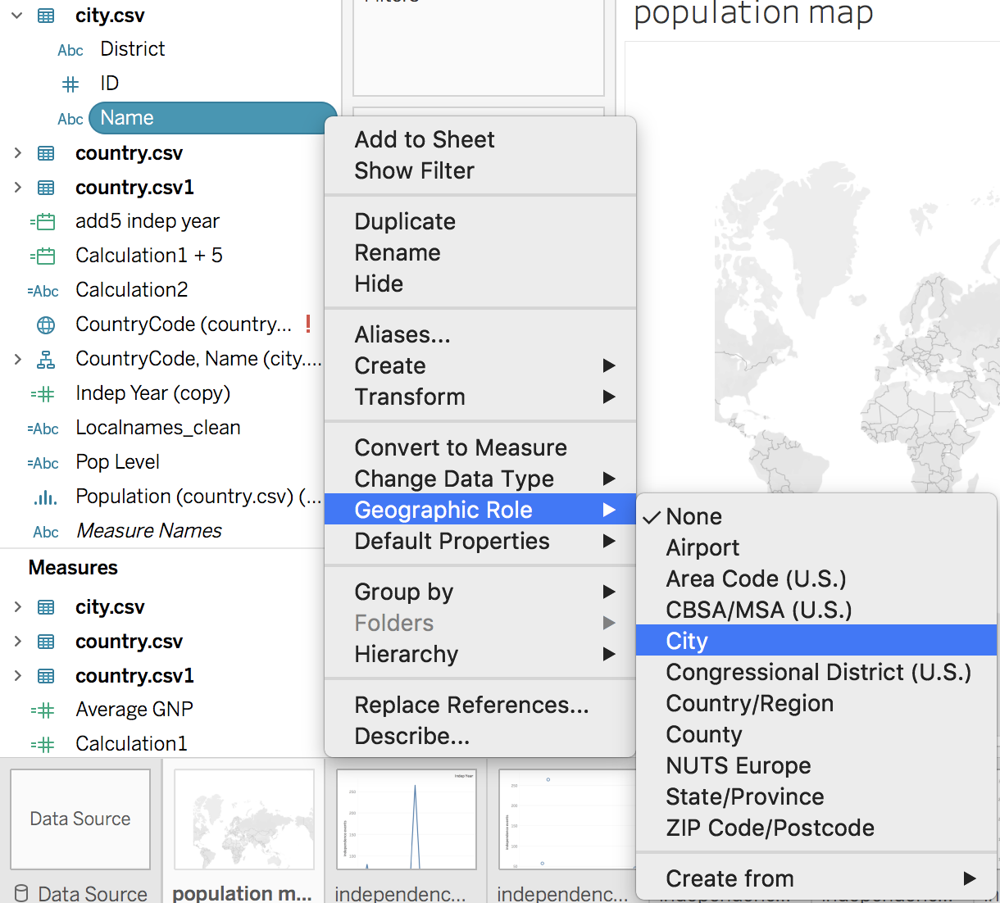 city.csv
Abc District
ID
Abc Name
country.csv
country.csv1
add5 indep year
Calculation1 + 5
=Abc Calculation2
CountryCode (country... !
CountryCode, Name (city....
=# Indep Year (copy)
=Abc Localnames_clean
=Abc Pop Level
Population (country.csv) (...
Abc Measure Names
Measures
city.csv
country.csv
country.csv1
=# Average GNP
=# Calculation1
population map
Add to Sheet
Show Filter
Duplicate
Rename
Hide
Aliases...
Create
Transform
Convert to Measure
Change Data Type
Geographic Role
Default Properties
Group by
Folders
Hierarchy
Replace References...
Describe...
None
Airport
Area Code (U.S.)
CBSA/MSA (U.S.)
City
Congressional District (U.S.)
Country/Region
County
NUTS Europe
State/Province
ZIP Code/Postcode
Create from
Data Source
Indep Year
Data Source
population m...
independenc...
independenc...